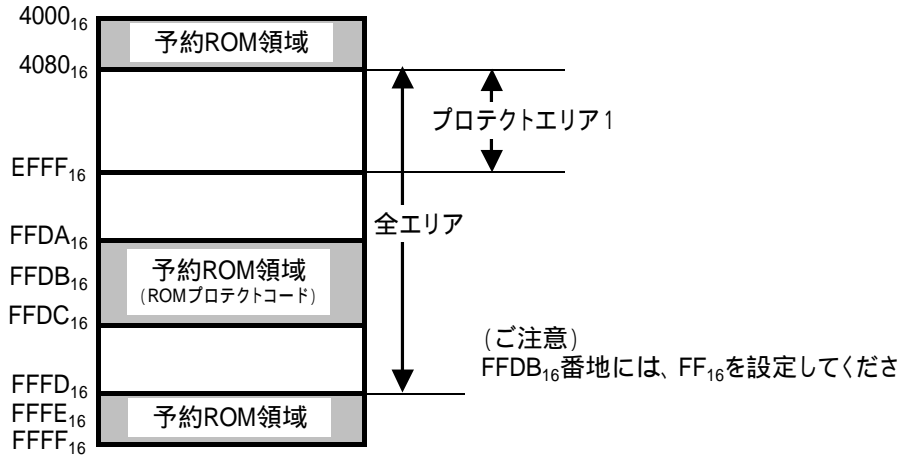 4000₁₆
予約ROM領域
4080₁₆
プロテクトエリア1
EFFF₁₆
全エリア
FFDA₁₆
予約ROM領域
FFDB₁₆
(ROMプロテクトコード)
FFDC₁₆
(ご注意)
FFDB₁₆番地には、FF₁₆を設定してくださ
FFFD₁₆
FFFE₁₆
予約ROM領域
FFFF₁₆